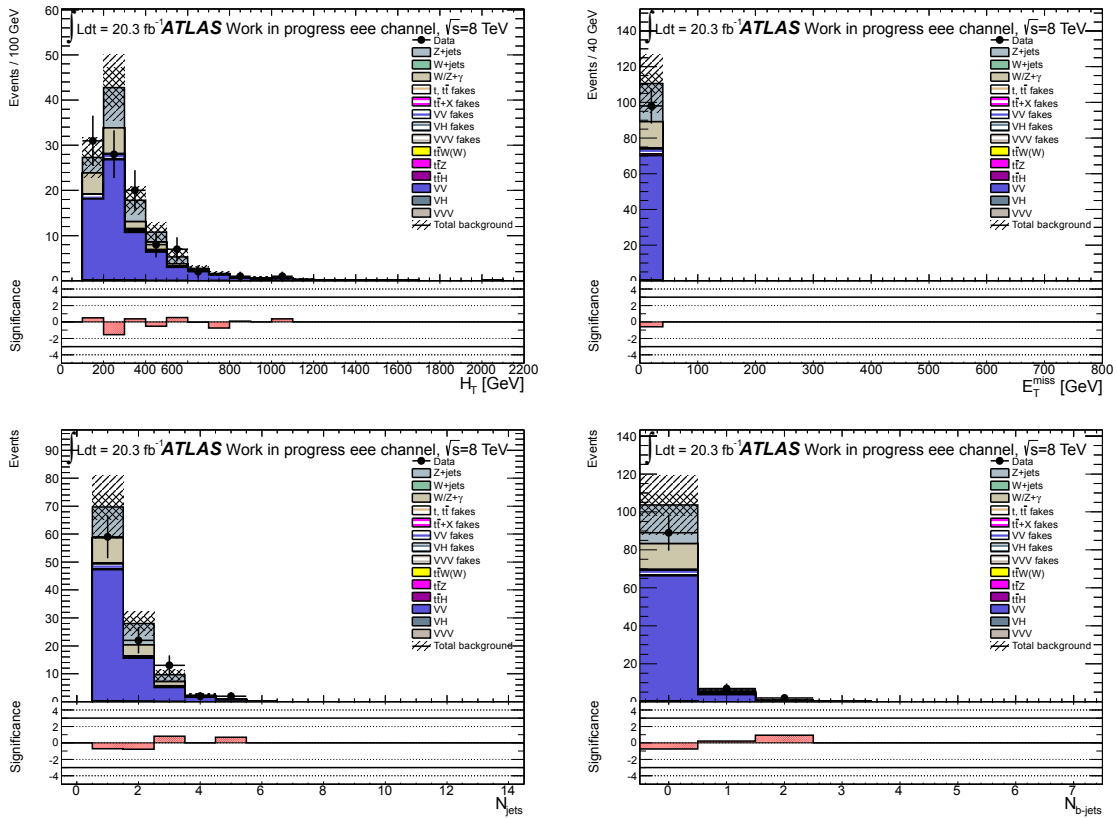 Events / 100 GeV
∫ Ldt = 20.3 fb⁻¹ ATLAS Work in progress eee channel, √s=8 TeV
Data
Z+jets
W+jets
W/Z+γ
t, tt̄ fakes
tt̄+X fakes
VV fakes
VH fakes
VVV fakes
tt̄W(W)
tt̄Z
tt̄H
VV
VH
VVV
Total background
60
50
40
30
20
10
0
Significance
4
2
0
-2
-4
0 200 400 600 800 1000 1200 1400 1600 1800 2000 2200
H_T [GeV]
Events / 40 GeV
∫ Ldt = 20.3 fb⁻¹ ATLAS Work in progress eee channel, √s=8 TeV
Data
Z+jets
W+jets
W/Z+γ
t, tt̄ fakes
tt̄+X fakes
VV fakes
VH fakes
VVV fakes
tt̄W(W)
tt̄Z
tt̄H
VV
VH
VVV
Total background
140
120
100
80
60
40
20
0
Significance
4
2
0
-2
-4
0 100 200 300 400 500 600 700 800
E_T^miss [GeV]
Events
∫ Ldt = 20.3 fb⁻¹ ATLAS Work in progress eee channel, √s=8 TeV
Data
Z+jets
W+jets
W/Z+γ
t, tt̄ fakes
tt̄+X fakes
VV fakes
VH fakes
VVV fakes
tt̄W(W)
tt̄Z
tt̄H
VV
VH
VVV
Total background
90
80
70
60
50
40
30
20
10
0
Significance
4
2
0
-2
-4
0 2 4 6 8 10 12 14
N_jets
Events
∫ Ldt = 20.3 fb⁻¹ ATLAS Work in progress eee channel, √s=8 TeV
Data
Z+jets
W+jets
W/Z+γ
t, tt̄ fakes
tt̄+X fakes
VV fakes
VH fakes
VVV fakes
tt̄W(W)
tt̄Z
tt̄H
VV
VH
VVV
Total background
140
120
100
80
60
40
20
0
Significance
4
2
0
-2
-4
0 1 2 3 4 5 6 7
N_b-jets